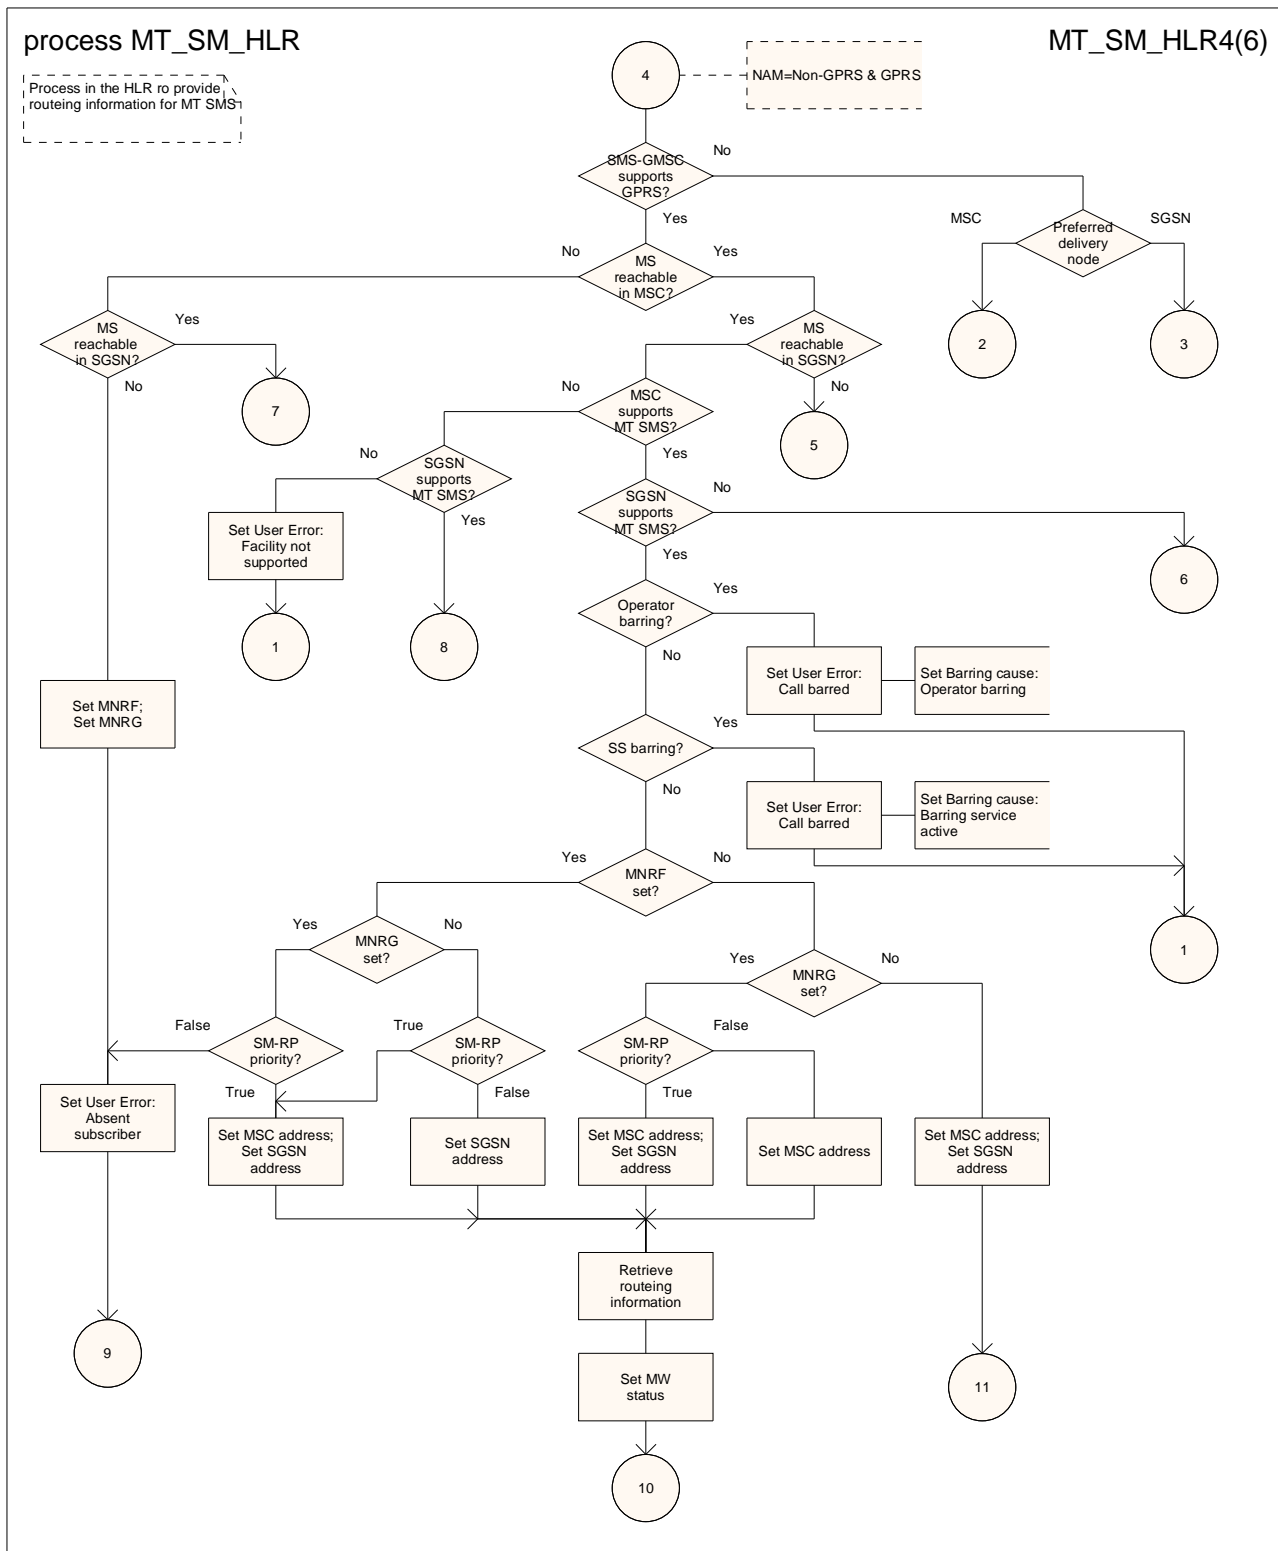 process MT_SM_HLR
MT_SM_HLR4(6)
Process in the HLR ro provide
routeing information for MT SMS
4
NAM=Non-GPRS & GPRS
SMS-GMSC
supports
GPRS?
No
Yes
MSC
SGSN
Preferred
delivery
node
No
Yes
MS
reachable
in MSC?
MS
reachable
in SGSN?
Yes
No
Yes
MS
reachable
in SGSN?
No
2
3
7
No
MSC
supports
MT SMS?
Yes
5
No
SGSN
supports
MT SMS?
Yes
SGSN
supports
MT SMS?
No
Yes
Set User Error:
Facility not
supported
6
1
8
Operator
barring?
Yes
No
Set User Error:
Call barred
Set Barring cause:
Operator barring
Set MNRF;
Set MNRG
SS barring?
Yes
No
Set User Error:
Call barred
Set Barring cause:
Barring service
active
Yes
MNRF
set?
No
Yes
MNRG
set?
No
Yes
MNRG
set?
No
1
False
SM-RP
priority?
True
True
SM-RP
priority?
False
SM-RP
priority?
False
True
Set User Error:
Absent
subscriber
Set MSC address;
Set SGSN
address
Set SGSN
address
Set MSC address;
Set SGSN
address
Set MSC address
Set MSC address;
Set SGSN
address
Retrieve
routeing
information
9
Set MW
status
11
10